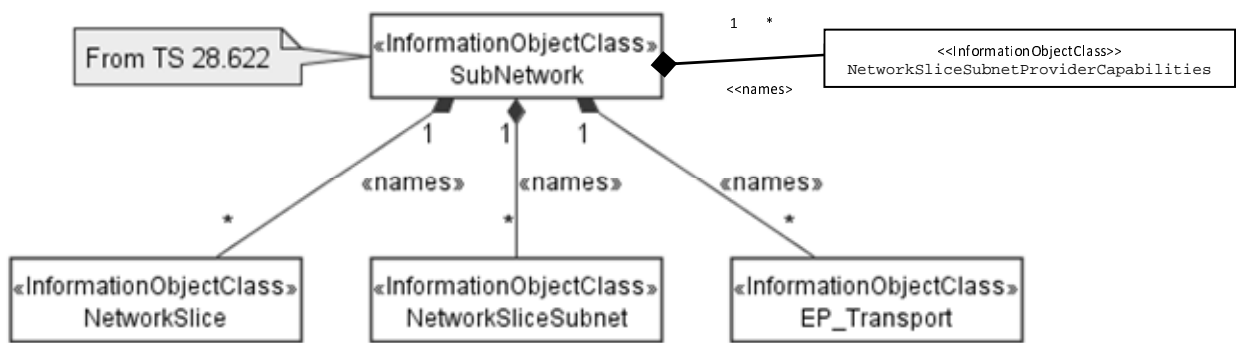 1 *
From TS 28.622
«InformationObjectClass»
SubNetwork
<<InformationObjectClass>>
NetworkSliceSubnetProviderCapabilities
<<names>
1 1 1
«names» «names» «names»
* * *
«InformationObjectClass»
NetworkSlice
«InformationObjectClass»
NetworkSliceSubnet
«InformationObjectClass»
EP_Transport